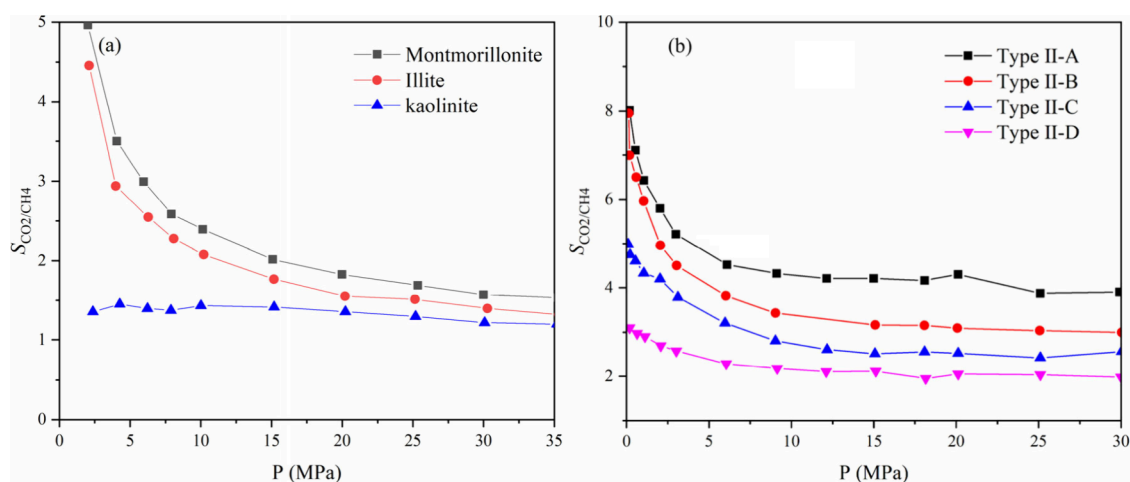 (a)
Montmorillonite
Illite
kaolinite
S_CO2/CH4
5
4
3
2
1
0
0 5 10 15 20 25 30 35
P (MPa)
(b)
Type II-A
Type II-B
Type II-C
Type II-D
S_CO2/CH4
10
8
6
4
2
0 5 10 15 20 25 30
P (MPa)